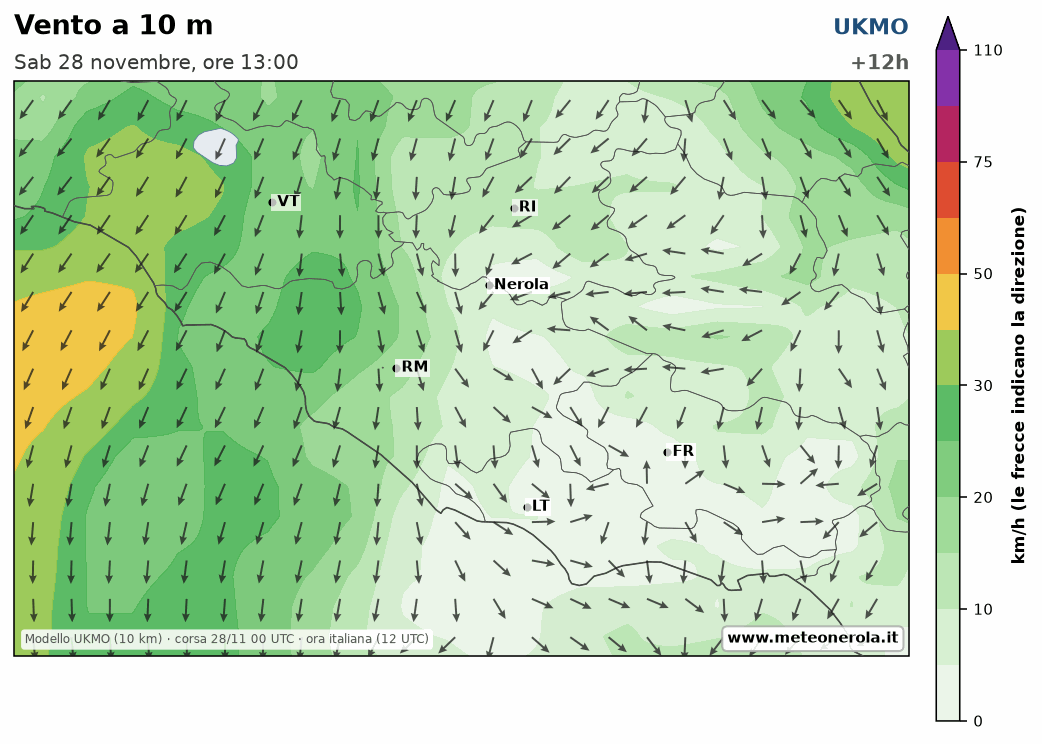 Vento a 10 m
UKMO
Sab 28 novembre, ore 13:00
+12h
VT
RI
Nerola
RM
FR
LT
Modello UKMO (10 km) · corsa 28/11 00 UTC · ora italiana (12 UTC)
www.meteonerola.it
110
75
50
30
20
10
0
km/h (le frecce indicano la direzione)